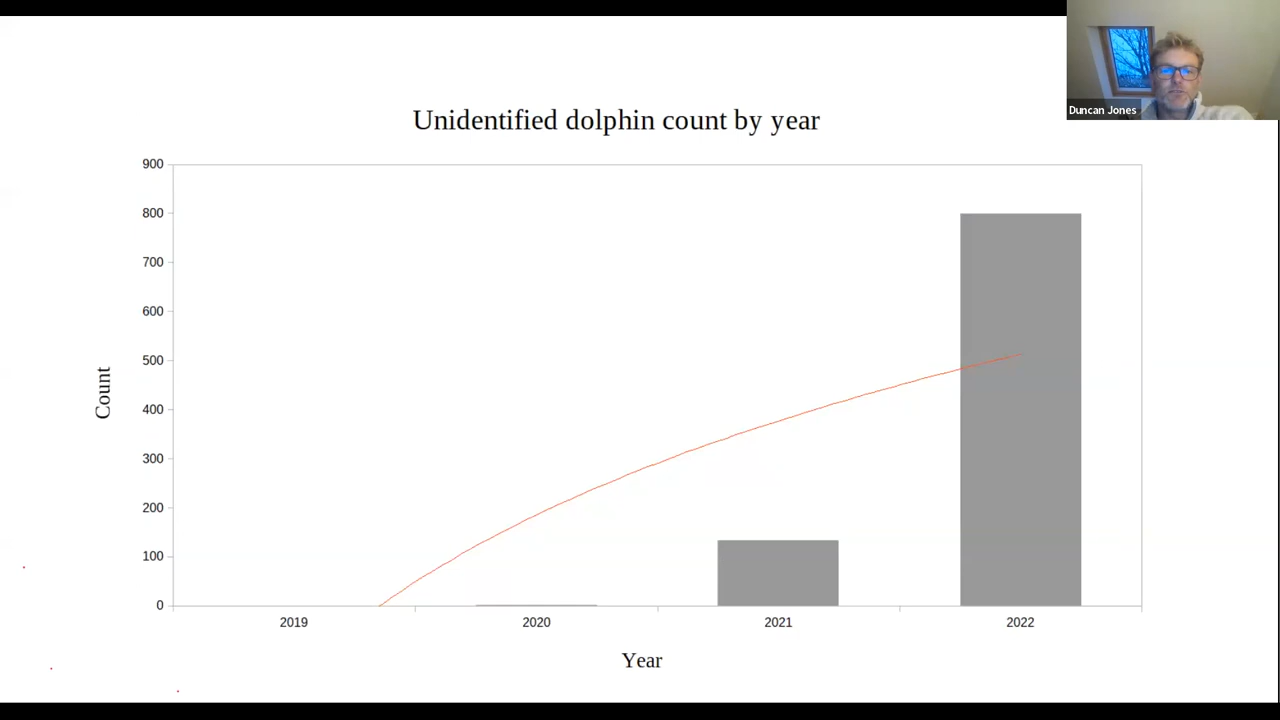 Duncan Jones
Unidentified dolphin count by year
900
800
700
600
500
400
300
200
100
0
Count
2019 2020 2021 2022
Year